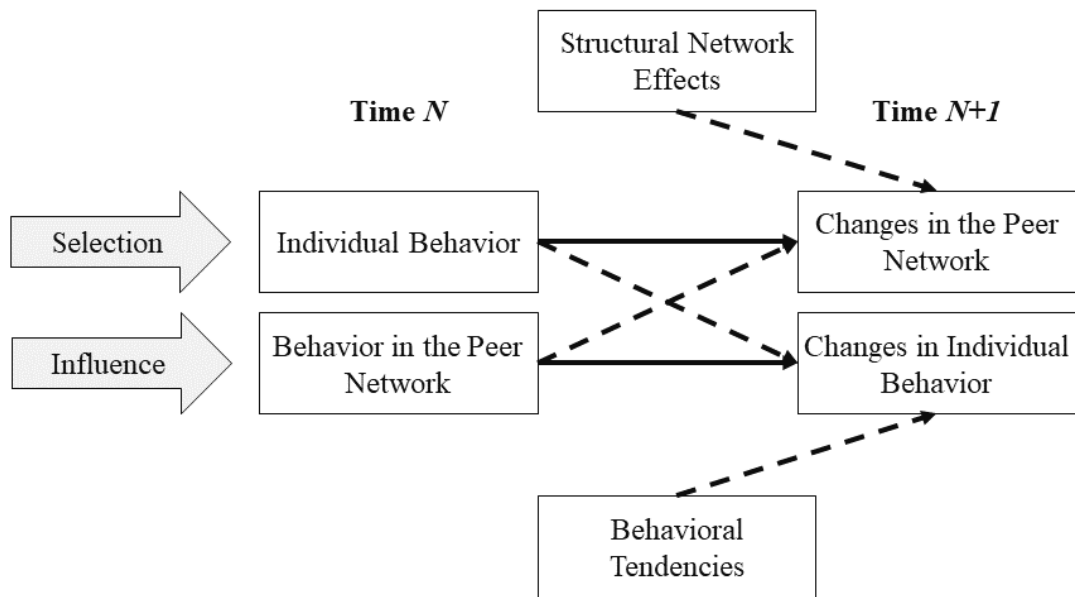 Structural Network
Effects
Time N
Time N+1
Selection
Individual Behavior
Changes in the Peer
Network
Influence
Behavior in the Peer
Network
Changes in Individual
Behavior
Behavioral
Tendencies